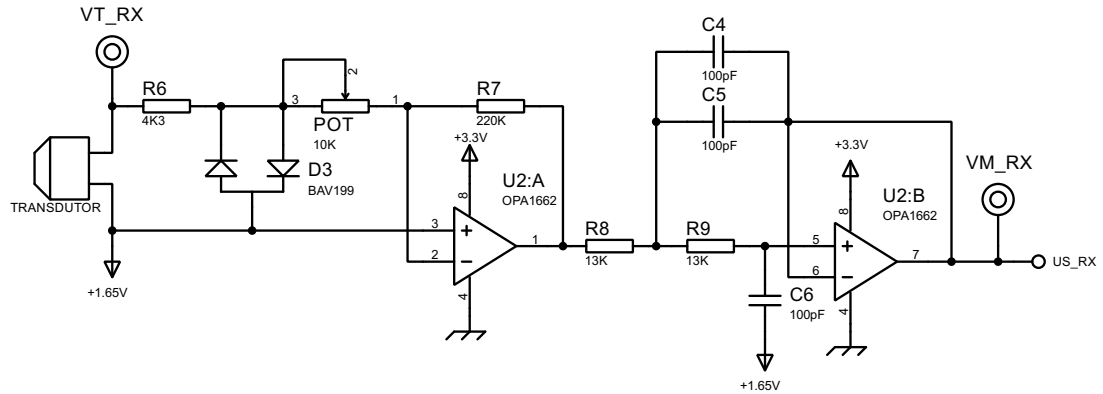 VT_RX
R6
4K3
3
2
1
POT
10K
R7
220K
D3
BAV199
TRANSDUTOR
+1.65V
+3.3V
8
U2:A
OPA1662
3
2
1
4
R8
13K
R9
13K
C4
100pF
C5
100pF
C6
100pF
+1.65V
+3.3V
8
U2:B
OPA1662
5
6
7
4
VM_RX
US_RX